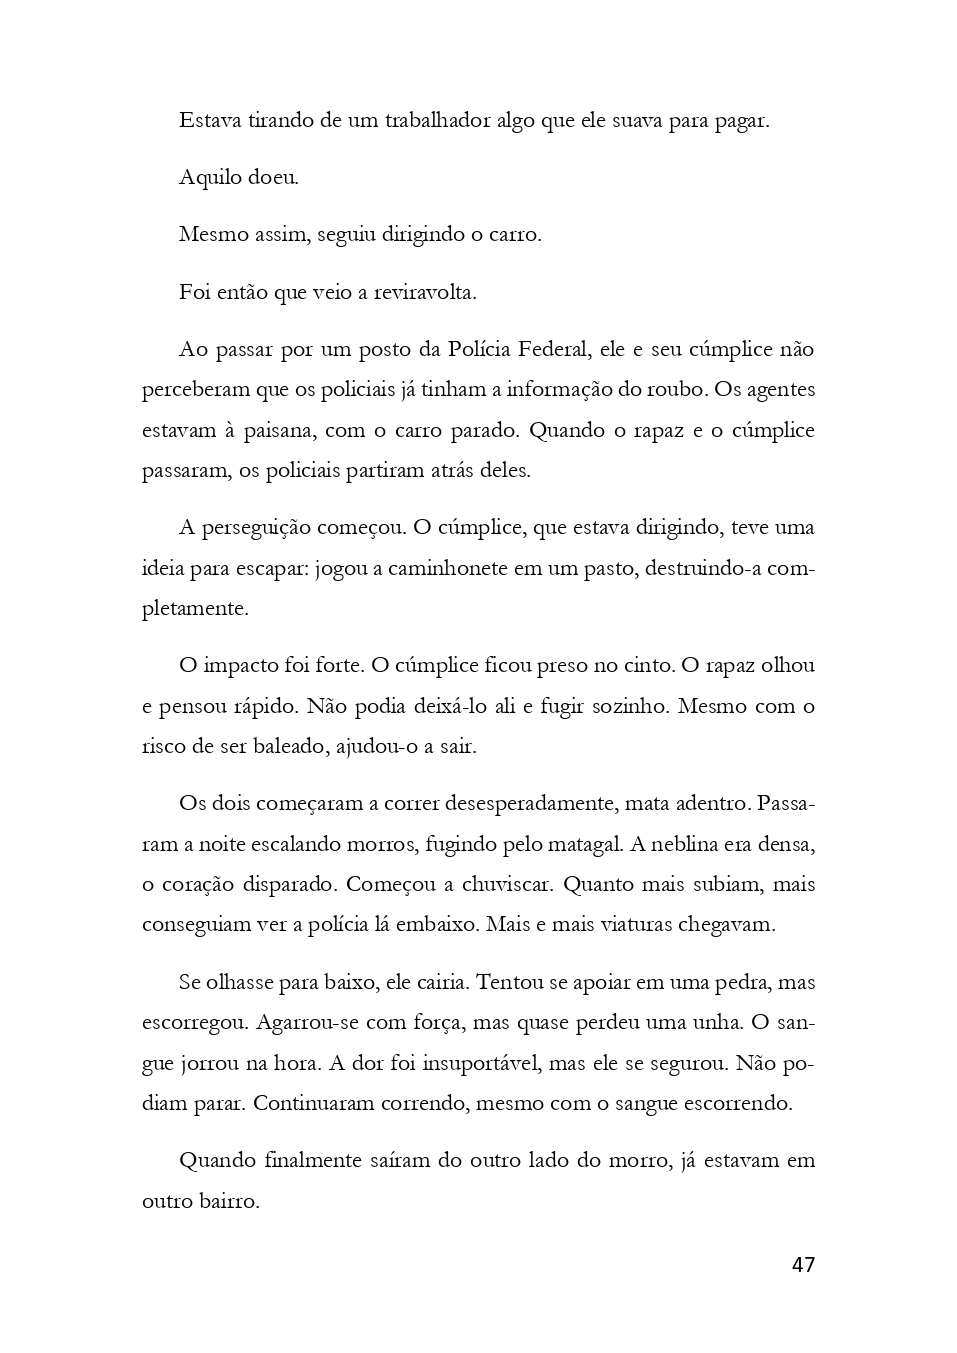 Estava tirando de um trabalhador algo que ele suava para pagar.
Aquilo doeu.
Mesmo assim, seguiu dirigindo o carro.
Foi então que veio a reviravolta.
Ao passar por um posto da Polícia Federal, ele e seu cúmplice não
perceberam que os policiais já tinham a informação do roubo. Os agentes
estavam à paisana, com o carro parado. Quando o rapaz e o cúmplice
passaram, os policiais partiram atrás deles.
A perseguição começou. O cúmplice, que estava dirigindo, teve uma
ideia para escapar: jogou a caminhonete em um pasto, destruindo-a com-
pletamente.
O impacto foi forte. O cúmplice ficou preso no cinto. O rapaz olhou
e pensou rápido. Não podia deixá-lo ali e fugir sozinho. Mesmo com o
risco de ser baleado, ajudou-o a sair.
Os dois começaram a correr desesperadamente, mata adentro. Passa-
ram a noite escalando morros, fugindo pelo matagal. A neblina era densa,
o coração disparado. Começou a chuviscar. Quanto mais subiam, mais
conseguiam ver a polícia lá embaixo. Mais e mais viaturas chegavam.
Se olhasse para baixo, ele cairia. Tentou se apoiar em uma pedra, mas
escorregou. Agarrou-se com força, mas quase perdeu uma unha. O san-
gue jorrou na hora. A dor foi insuportável, mas ele se segurou. Não po-
diam parar. Continuaram correndo, mesmo com o sangue escorrendo.
Quando finalmente saíram do outro lado do morro, já estavam em
outro bairro.
47